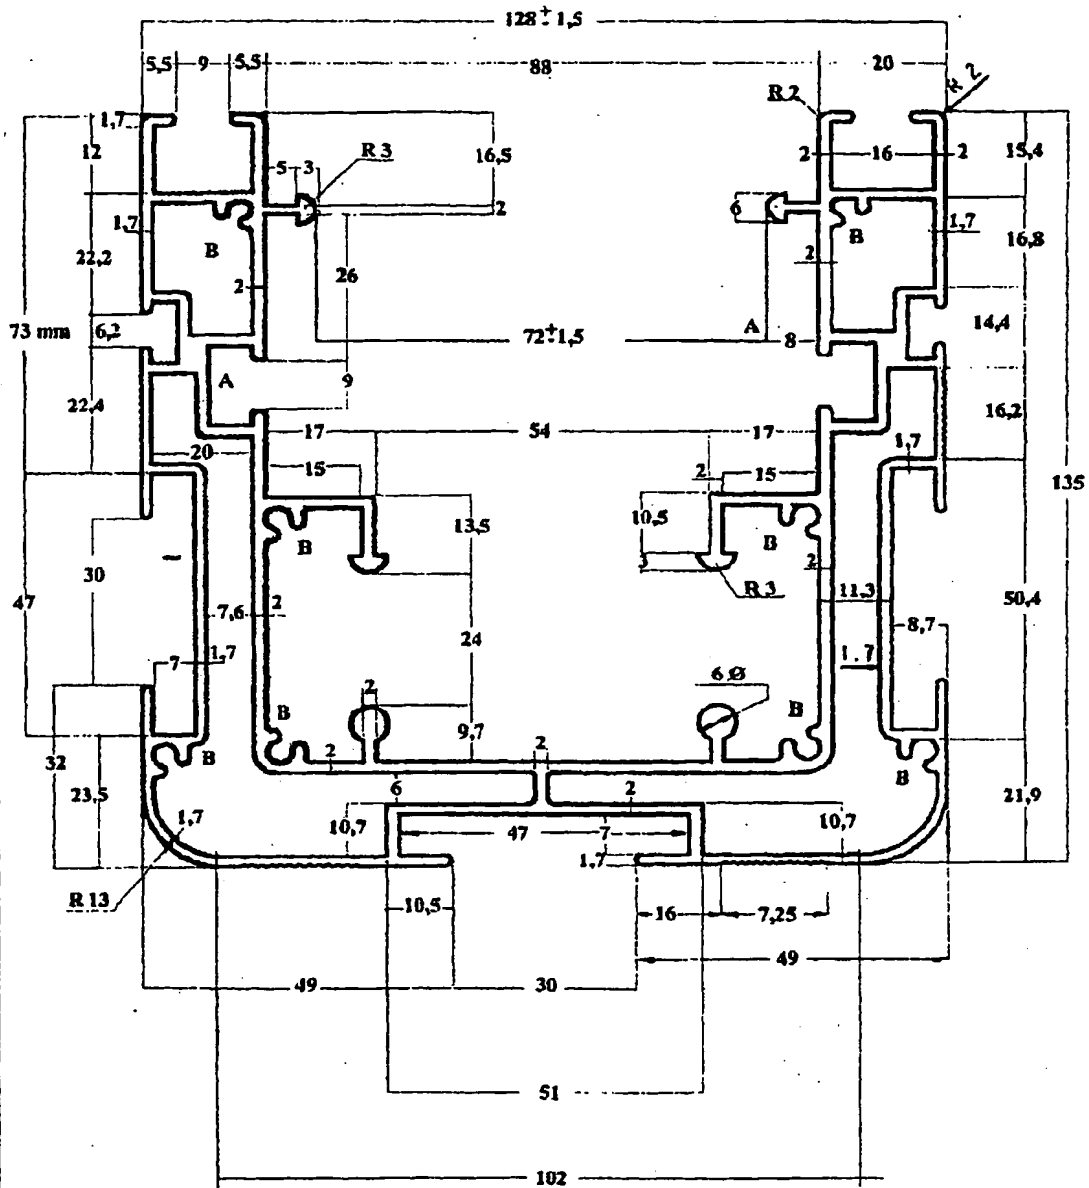 128 ± 1,5
5,5 9 5,5 88 20
R 2
R 2
1,7
12 5 3 R 3 16,5 2 16 2 15,4
6 2
1,7 B B 1,7
22,2 26 2 16,8
2
73 mm 6,2 72 ± 1,5 A 8 14,4
A 9
22,4 16,2
17 54 17
20 1,7
15 2 15 135
13,5 10,5
B B
3 2
30 R 3
47 7,6 2 11,3 50,4
24 8,7
7 1,7 1.7
2 6 Ø
B B
9,7
32 B 2 2 B
23,5 6 2 21,9
1,7 10,7 47 7 10,7
1,7
R 13 10,5 16 7,25
49
49 30
51
102